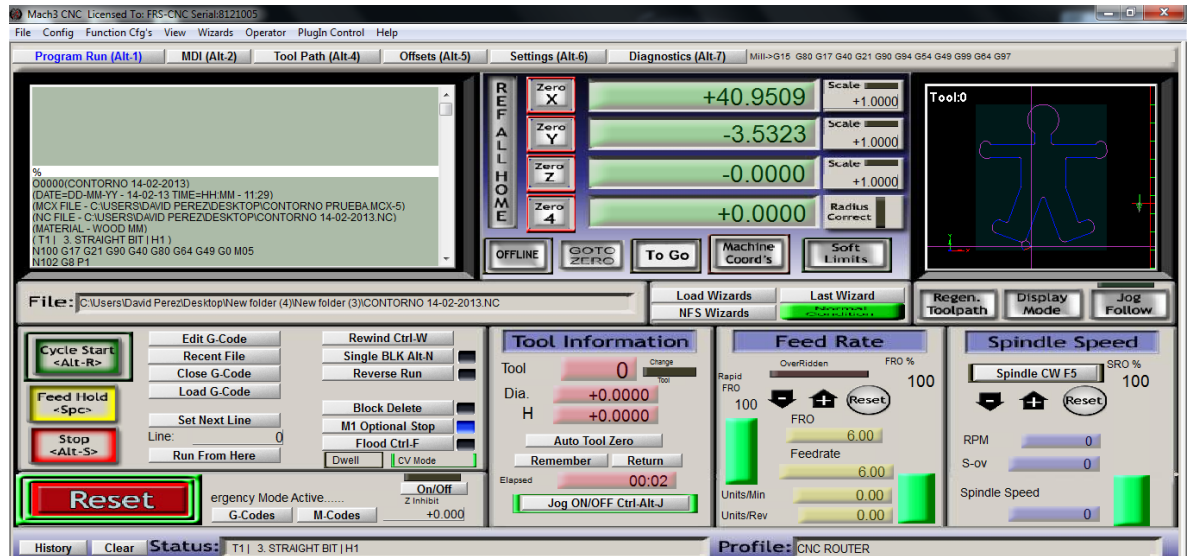 Mach3 CNC Licensed To: FRS-CNC Serial:8121005
File Config Function Cfg's View Wizards Operator PlugIn Control Help
Program Run (Alt-1) MDI (Alt-2) Tool Path (Alt-4) Offsets (Alt-5) Settings (Alt-6) Diagnostics (Alt-7) Mill->G15 G80 G17 G40 G21 G90 G94 G54 G49 G99 G64 G97
%
O0000(CONTORNO 14-02-2013)
(DATE=DD-MM-YY - 14-02-13 TIME=HH:MM - 11:29)
(MCX FILE - C:\USERS\DAVID PEREZ\DESKTOP\CONTORNO PRUEBA.MCX-5)
(NC FILE - C:\USERS\DAVID PEREZ\DESKTOP\CONTORNO 14-02-2013.NC)
(MATERIAL - WOOD MM)
( T1 | 3. STRAIGHT BIT | H1 )
N100 G17 G21 G90 G40 G80 G64 G49 G0 M05
N102 G8 P1
REF ALL HOME
Zero X +40.9509 Scale +1.0000
Zero Y -3.5323 Scale +1.0000
Zero Z -0.0000 Scale +1.0000
Zero 4 +0.0000 Radius Correct
OFFLINE GOTO ZERO To Go Machine Coord's Soft Limits
Tool:0
File: C:\Users\David Perez\Desktop\New folder (4)\New folder (3)\CONTORNO 14-02-2013.NC
Load Wizards Last Wizard
NFS Wizards Normal Condition
Regen. Toolpath Display Mode Jog Follow
Cycle Start <Alt-R>
Feed Hold <Spc>
Stop <Alt-S>
Edit G-Code Rewind Ctrl-W
Recent File Single BLK Alt-N
Close G-Code Reverse Run
Load G-Code
Block Delete
Set Next Line M1 Optional Stop
Line: 0 Flood Ctrl-F
Run From Here Dwell CV Mode
Reset
ergency Mode Active......
On/Off
Z Inhibit
G-Codes M-Codes +0.000
Tool Information
Tool 0 Change Tool
Dia. +0.0000
H +0.0000
Auto Tool Zero
Remember Return
Elapsed 00:02
Jog ON/OFF Ctrl-Alt-J
Feed Rate
OverRidden FRO %
Rapid FRO 100
100 Reset
FRO
6.00
Feedrate
6.00
Units/Min 0.00
Units/Rev 0.00
Spindle Speed
Spindle CW F5 SRO %
100
Reset
RPM 0
S-ov 0
Spindle Speed
0
History Clear Status: T1 | 3. STRAIGHT BIT | H1 Profile: CNC ROUTER